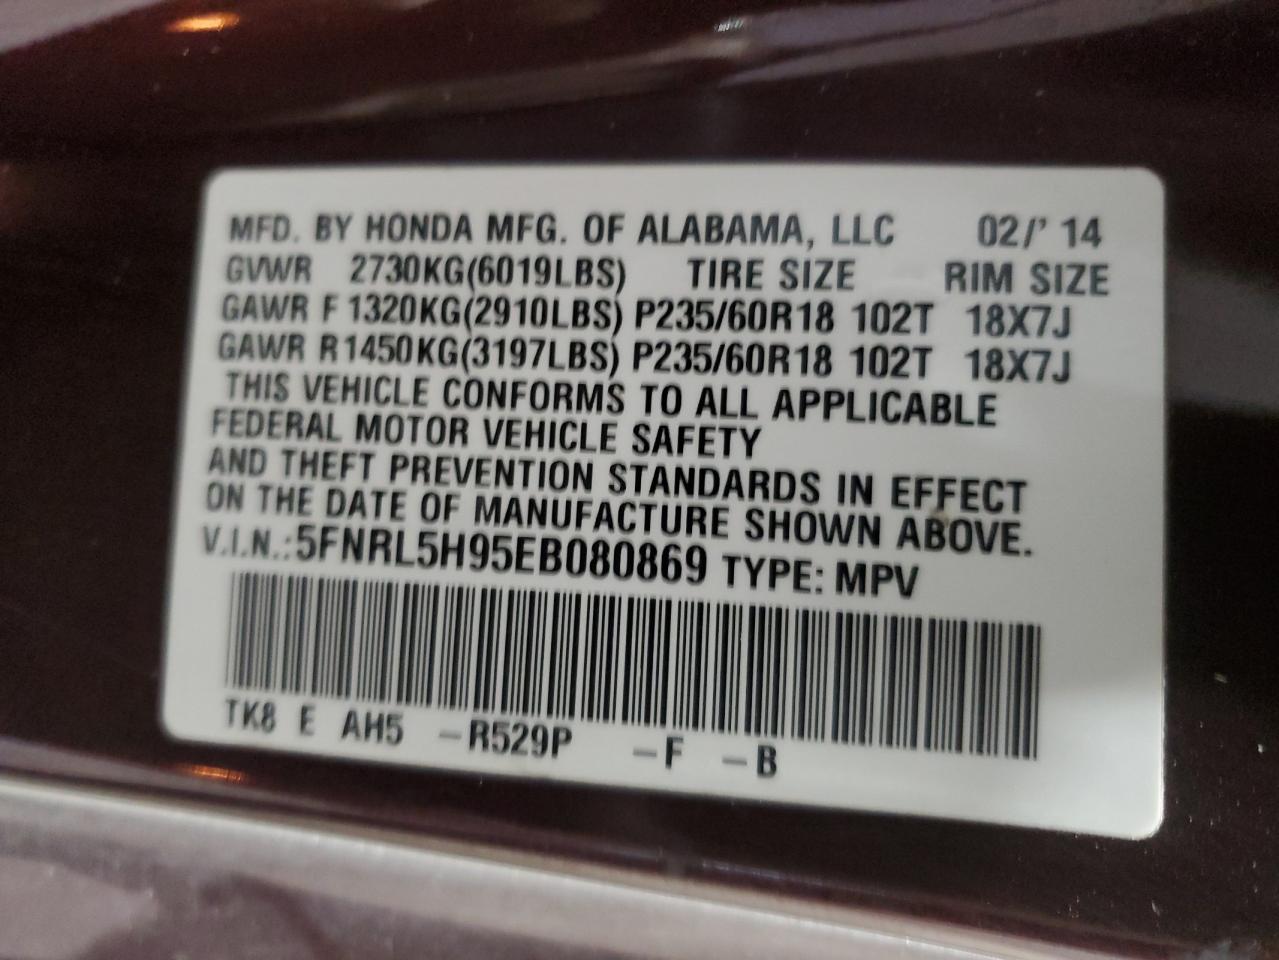 MFD. BY HONDA MFG. OF ALABAMA, LLC 02/' 14
GVWR 2730KG(6019LBS) TIRE SIZE RIM SIZE
GAWR F 1320KG(2910LBS) P235/60R18 102T 18X7J
GAWR R1450KG(3197LBS) P235/60R18 102T 18X7J
THIS VEHICLE CONFORMS TO ALL APPLICABLE
FEDERAL MOTOR VEHICLE SAFETY
AND THEFT PREVENTION STANDARDS IN EFFECT
ON THE DATE OF MANUFACTURE SHOWN ABOVE.
V.I.N.:5FNRL5H95EB080869 TYPE: MPV
TK8 E AH5 -R529P -F -B